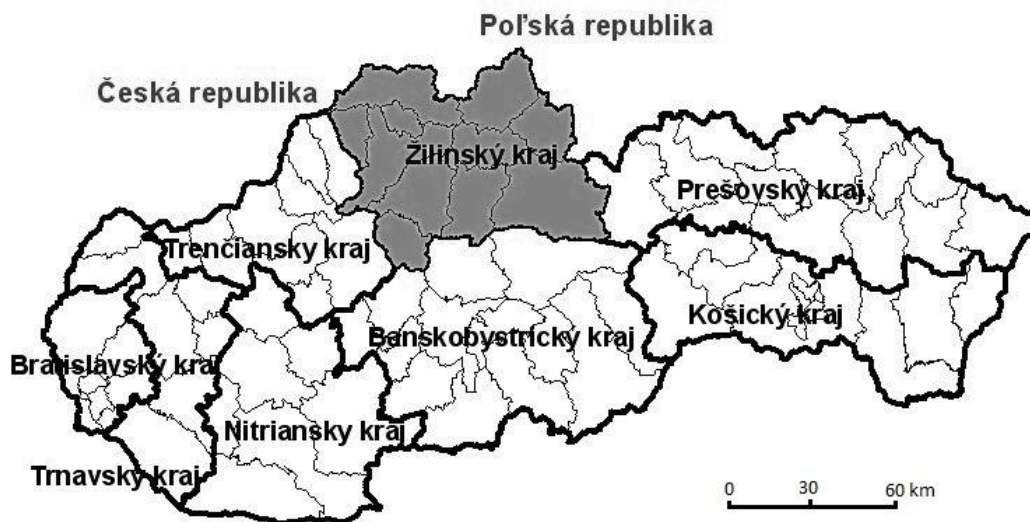 Poľská republika
Česká republika
Žilinský kraj
Prešovský kraj
Trenčiansky kraj
Košický kraj
Banskobystrický kraj
Bratislavský kraj
Nitriansky kraj
Trnavský kraj
0 30 60 km